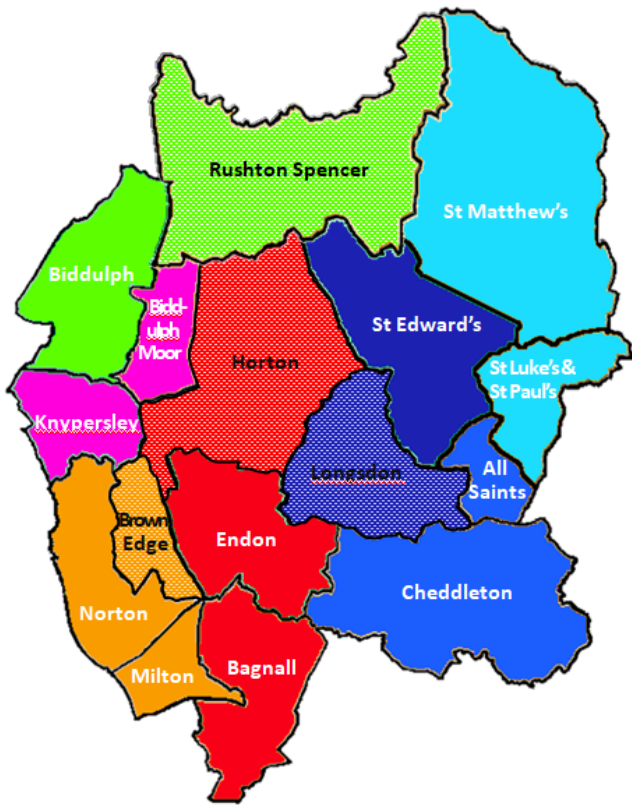 Rushton Spencer
St Matthew's
Biddulph
Bidd-
ulph
Moor
St Edward's
Horton
St Luke's &
St Paul's
Knypersley
Longsdon
All
Saints
Brown
Edge
Endon
Cheddleton
Norton
Milton
Bagnall